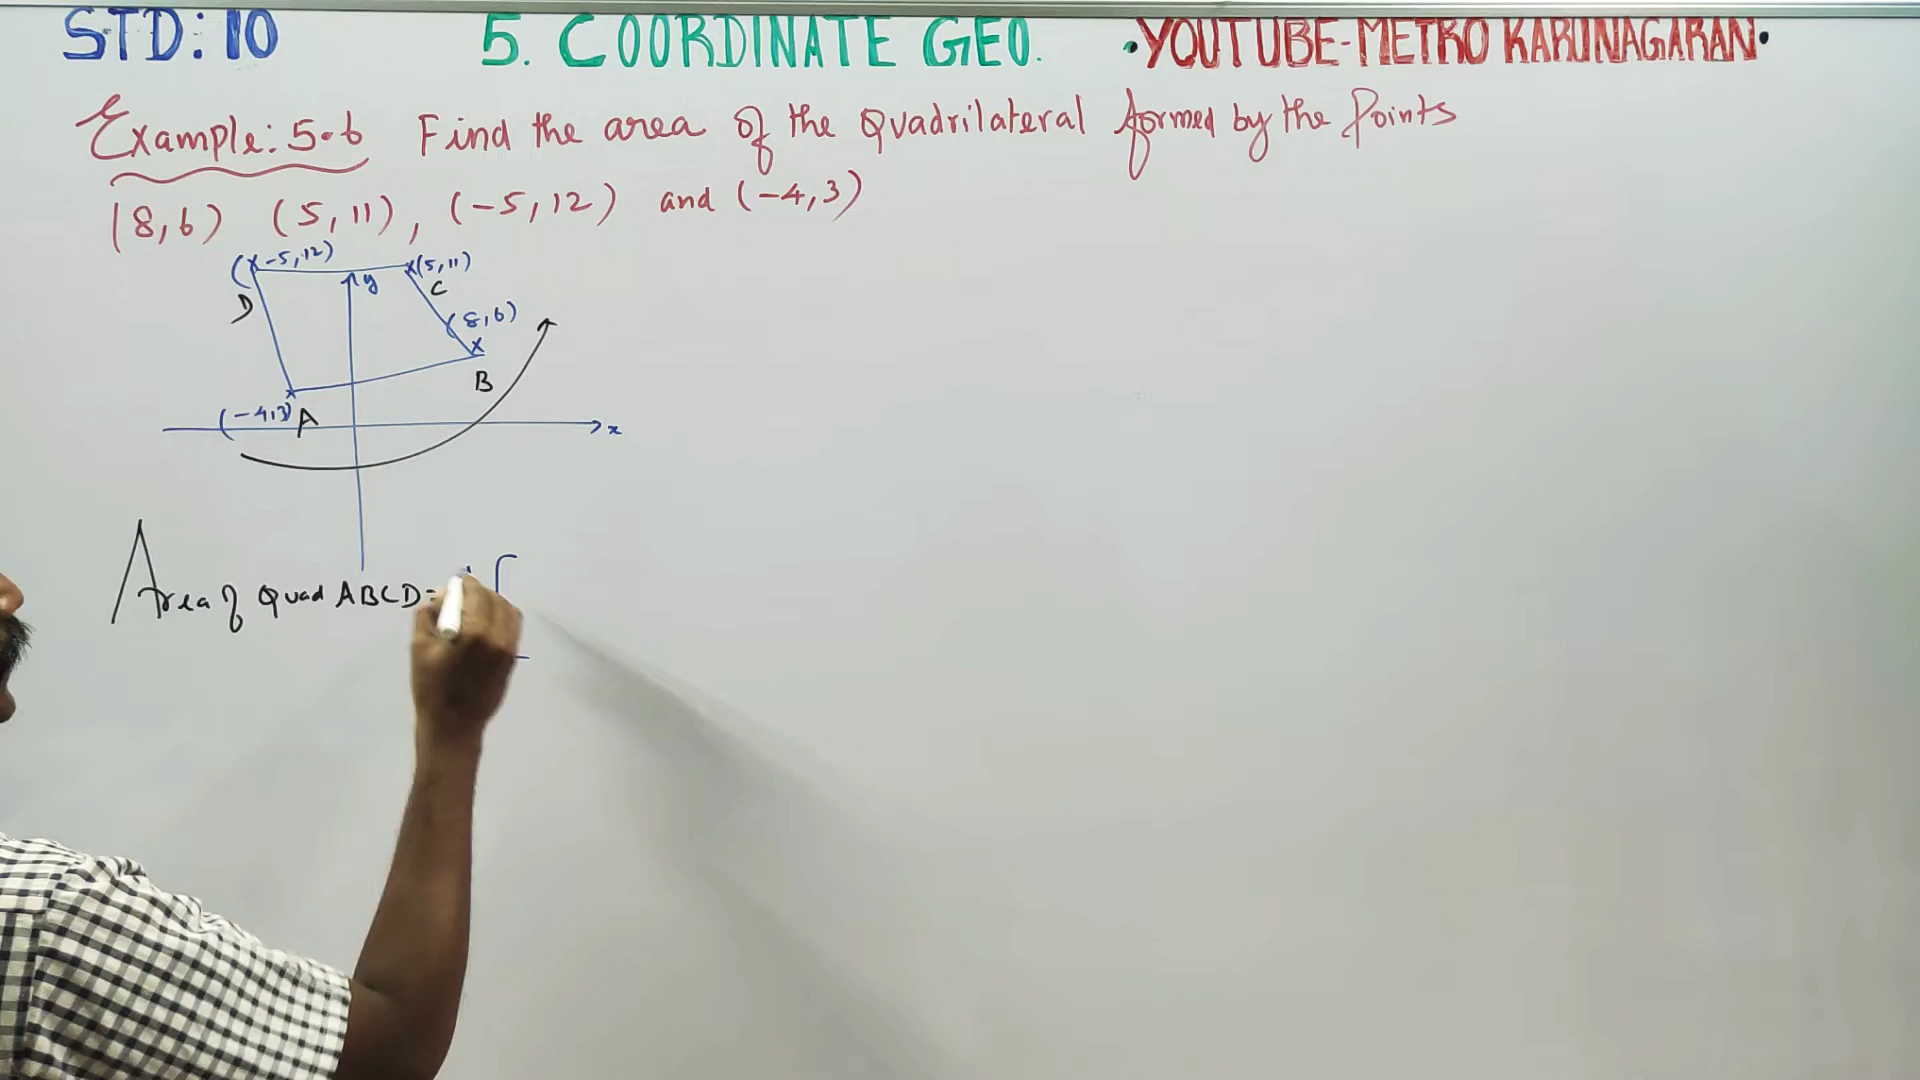 STD: 10 5. COORDINATE GEO. •YOUTUBE-METRO KARUNAGARAN•
Example: 5.6 Find the area of the Quadrilateral formed by the Points
(8,6) (5,11), (-5,12) and (-4,3)
(-5,12) (5,11)
y
D C
(8,6)
B
(-4,3) A
x
Area of Quad ABCD=